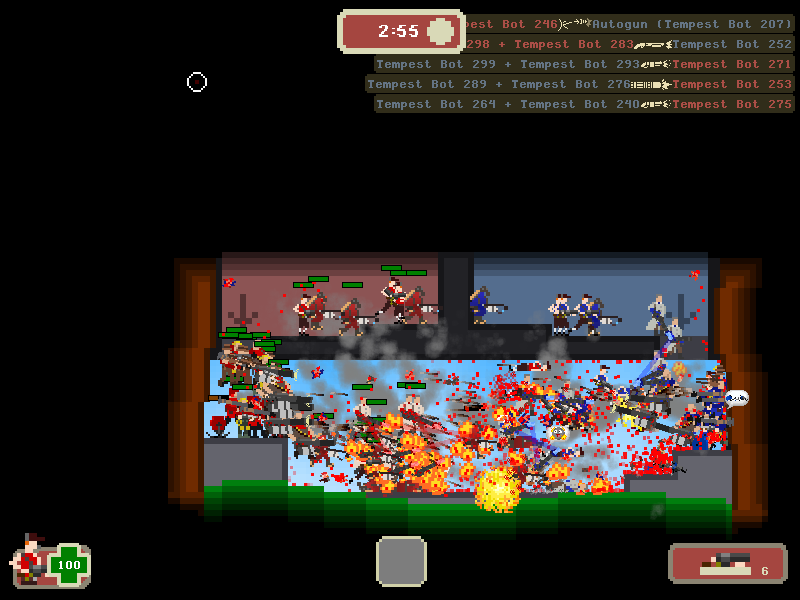 2:55
Bot 246 Autogun (Tempest Bot 207)
298 + Tempest Bot 283 Tempest Bot 252
Tempest Bot 299 + Tempest Bot 293 Tempest Bot 271
Tempest Bot 289 + Tempest Bot 276 Tempest Bot 253
Tempest Bot 264 + Tempest Bot 240 Tempest Bot 275
100
6